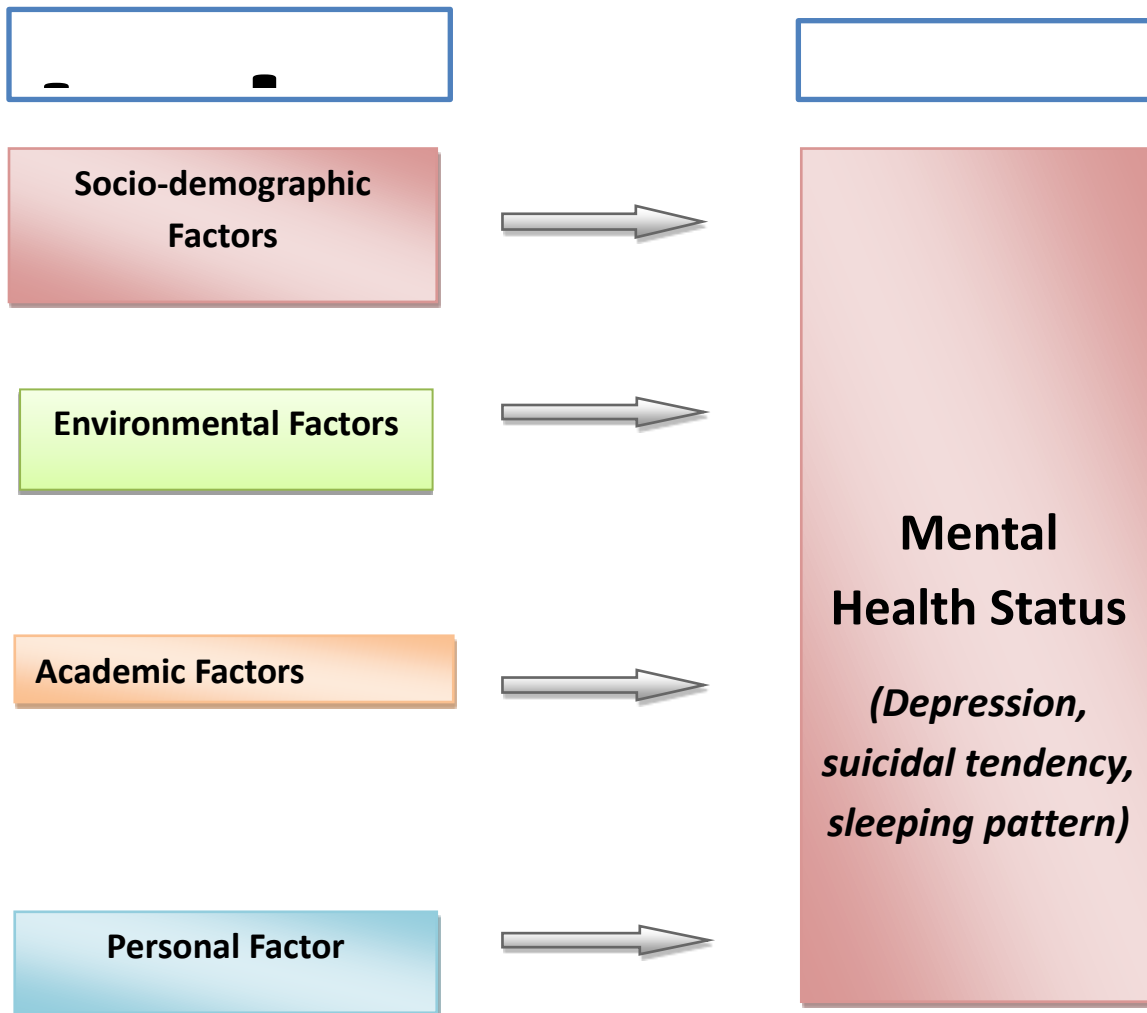 Socio-demographic
Factors
Environmental Factors
Academic Factors
Personal Factor
Mental
Health Status
(Depression,
suicidal tendency,
sleeping pattern)